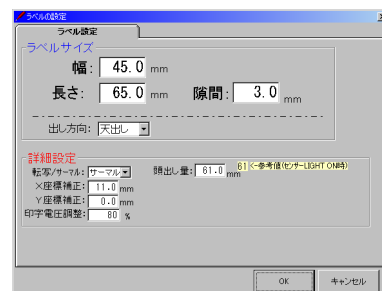 ラベルの設定
ラベル設定
ラベルサイズ
幅: 45.0 mm
長さ: 65.0 mm 隙間: 3.0 mm
出し方向: 天出し
詳細設定
転写/サーマル: サーマル 頭出し量: 61.0 mm 61 <-参考値(センサーLIGHT ON時)
X座標補正: 11.0 mm
Y座標補正: 0.0 mm
印字電圧調整: 80 %
OK キャンセル